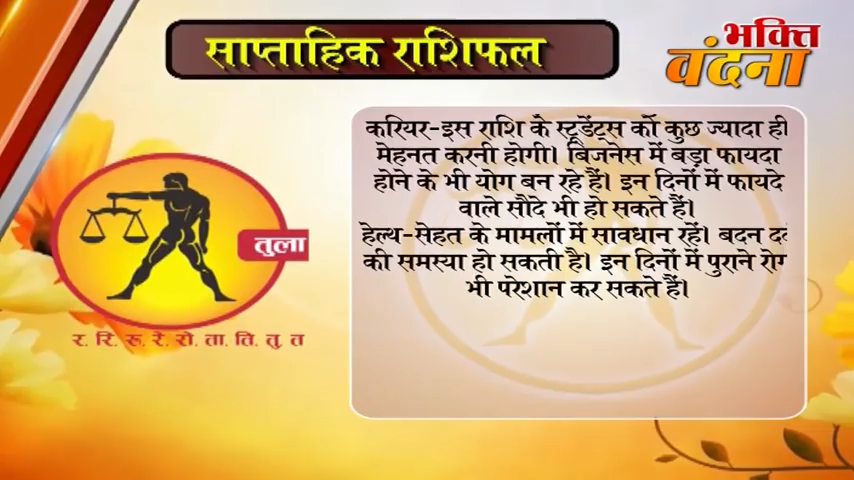 साप्ताहिक राशिफल
भक्ति
वंदना
करियर-इस राशि के स्टूडेंट्स को कुछ ज्यादा ही
मेहनत करनी होगी। बिजनेस में बड़ा फायदा
होने के भी योग बन रहे हैं। इन दिनों में फायदे
वाले सौदे भी हो सकते हैं।
हेल्थ-सेहत के मामलों में सावधान रहें। बदन
की समस्या हो सकती है। इन दिनों में पुराने
भी परेशान कर सकते हैं।
तुला
र. रि. रू. रे. रो. ता. ति. तु. त